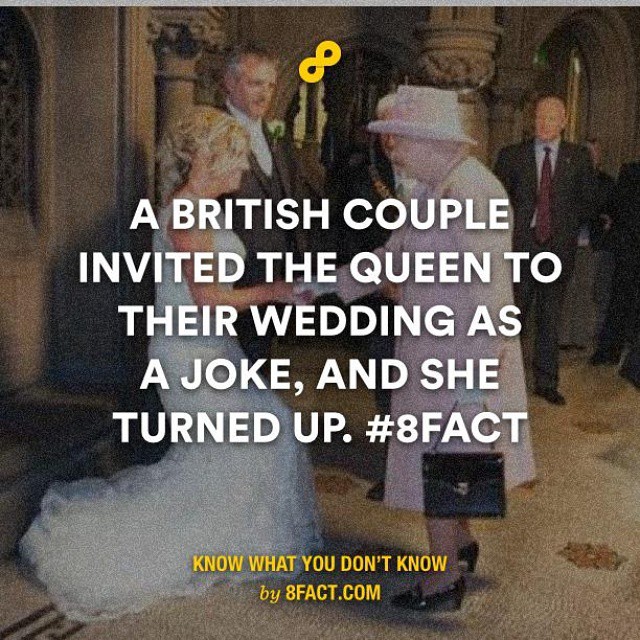 A BRITISH COUPLE
INVITED THE QUEEN TO
THEIR WEDDING AS
A JOKE, AND SHE
TURNED UP. #8FACT
KNOW WHAT YOU DON'T KNOW
by 8FACT.COM